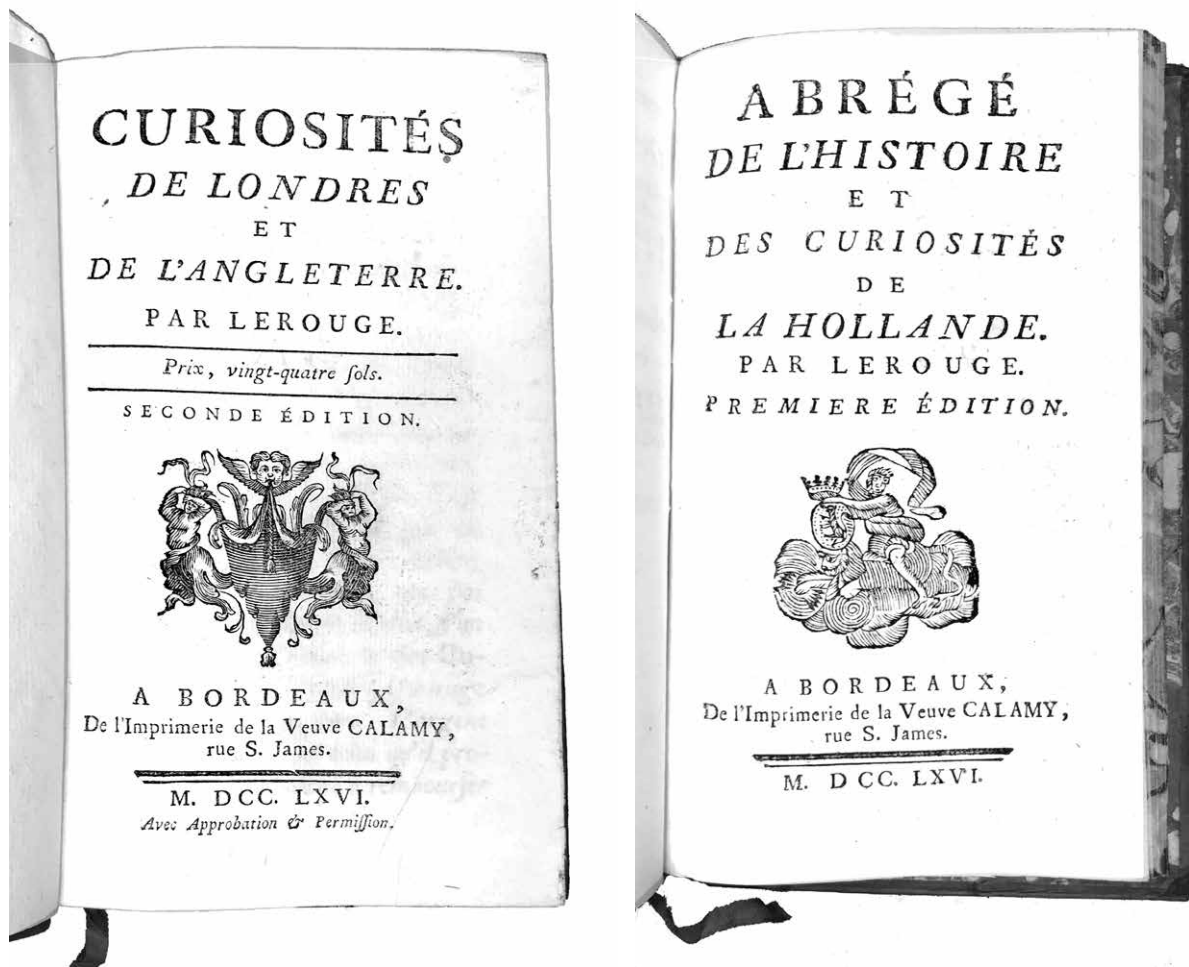 CURIOSITÉS
DE LONDRES
ET
DE L'ANGLETERRE.
PAR LEROUGE.
Prix, vingt-quatre ſols.
SECONDE ÉDITION.
A BORDEAUX,
De l'Imprimerie de la Veuve CALAMY,
rue S. James.
M. DCC. LXVI.
Avec Approbation & Permiſſion.
ABRÉGÉ
DE L'HISTOIRE
ET
DES CURIOSITÉS
DE
LA HOLLANDE.
PAR LEROUGE.
PREMIERE ÉDITION.
A BORDEAUX,
De l'Imprimerie de la Veuve CALAMY,
rue S. James.
M. DCC. LXVI.